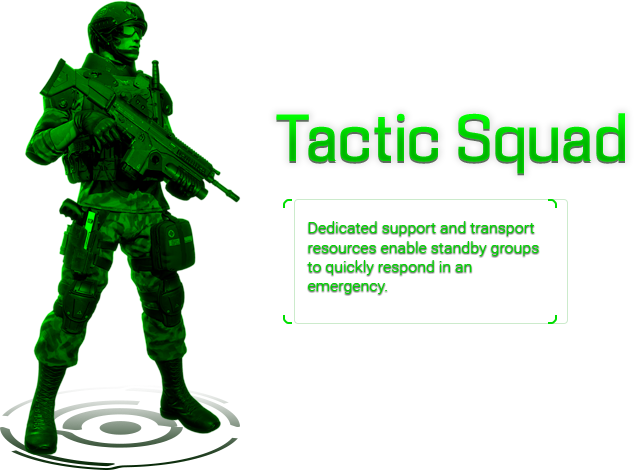 Tactic Squad
Dedicated support and transport
resources enable standby groups
to quickly respond in an
emergency.